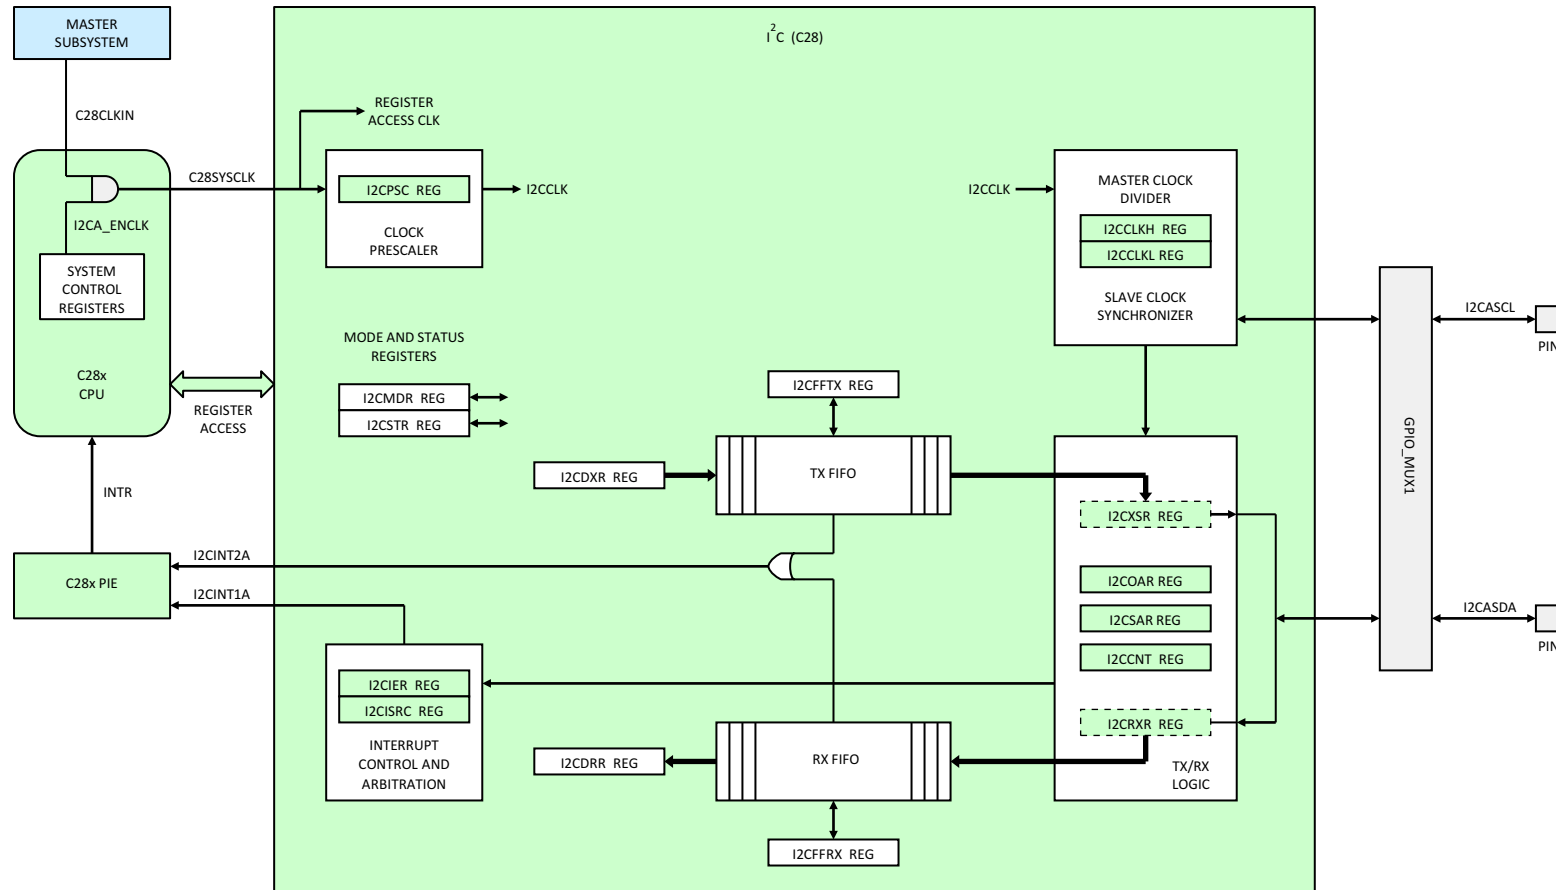 MASTER
SUBSYSTEM
I2C (C28)
C28CLKIN
REGISTER
ACCESS CLK
C28SYSCLK
I2CPSC REG
I2CCLK
CLOCK
PRESCALER
I2CA_ENCLK
SYSTEM
CONTROL
REGISTERS
C28x
CPU
REGISTER
ACCESS
I2CCLK
MASTER CLOCK
DIVIDER
I2CCLKH REG
I2CCLKL REG
SLAVE CLOCK
SYNCHRONIZER
MODE AND STATUS
REGISTERS
I2CMDR REG
I2CSTR REG
I2CFFTX REG
I2CDXR REG
TX FIFO
I2CXSR REG
I2COAR REG
I2CSAR REG
I2CCNT REG
I2CRXR REG
TX/RX
LOGIC
GPIO_MUX1
I2CASCL
PIN
I2CASDA
PIN
INTR
C28x PIE
I2CINT2A
I2CINT1A
I2CIER REG
I2CISRC REG
INTERRUPT
CONTROL AND
ARBITRATION
I2CDRR REG
RX FIFO
I2CFFRX REG